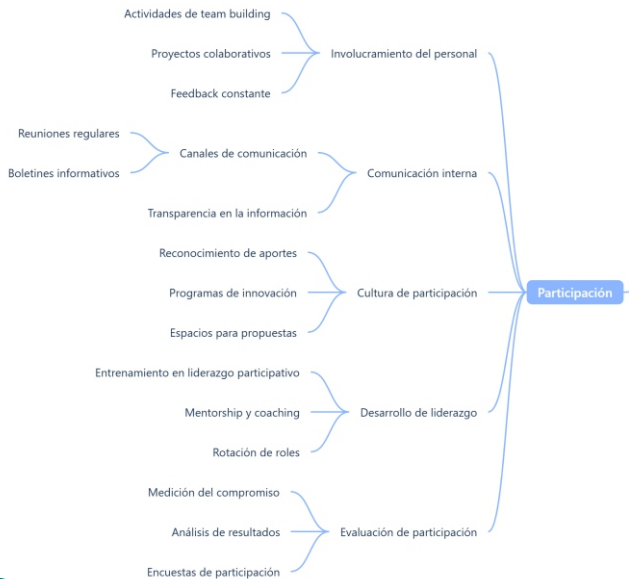 Actividades de team building
Proyectos colaborativos
Involucramiento del personal
Feedback constante
Reuniones regulares
Canales de comunicación
Boletines informativos
Comunicación interna
Transparencia en la información
Reconocimiento de aportes
Programas de innovación
Cultura de participación
Participación
Espacios para propuestas
Entrenamiento en liderazgo participativo
Mentorship y coaching
Desarrollo de liderazgo
Rotación de roles
Medición del compromiso
Análisis de resultados
Evaluación de participación
Encuestas de participación